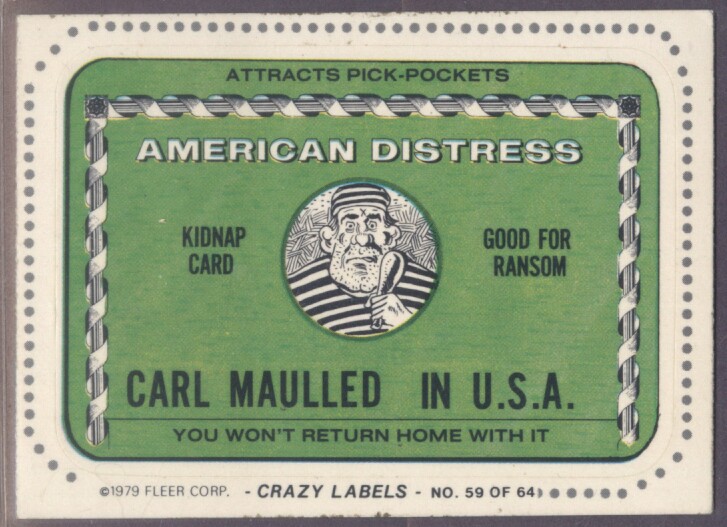 ATTRACTS PICK-POCKETS
AMERICAN DISTRESS
KIDNAP
CARD
GOOD FOR
RANSOM
CARL MAULLED IN U.S.A.
YOU WON'T RETURN HOME WITH IT
©1979 FLEER CORP. - CRAZY LABELS - NO. 59 OF 64